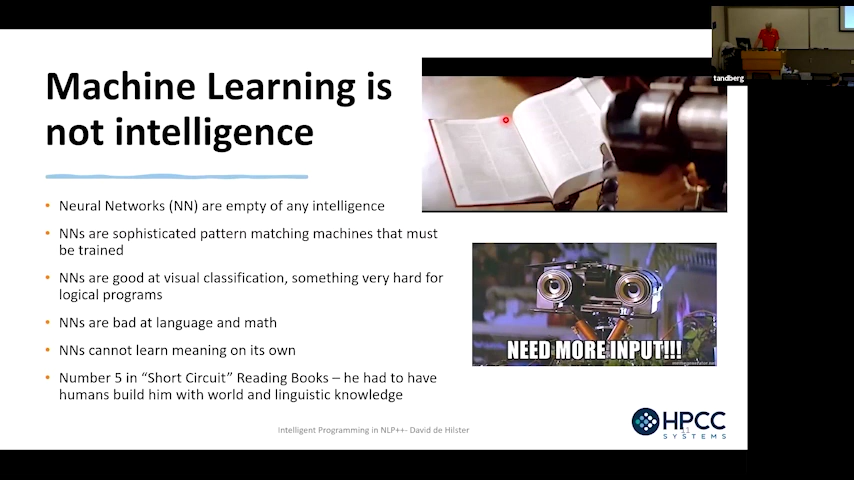 tandberg
Machine Learning is
not intelligence
• Neural Networks (NN) are empty of any intelligence
• NNs are sophisticated pattern matching machines that must
be trained
• NNs are good at visual classification, something very hard for
logical programs
• NNs are bad at language and math
• NNs cannot learn meaning on its own
• Number 5 in “Short Circuit” Reading Books – he had to have
humans build him with world and linguistic knowledge
NEED MORE INPUT!!!
Intelligent Programming in NLP++- David de Hilster
HPCC
SYSTEMS
11